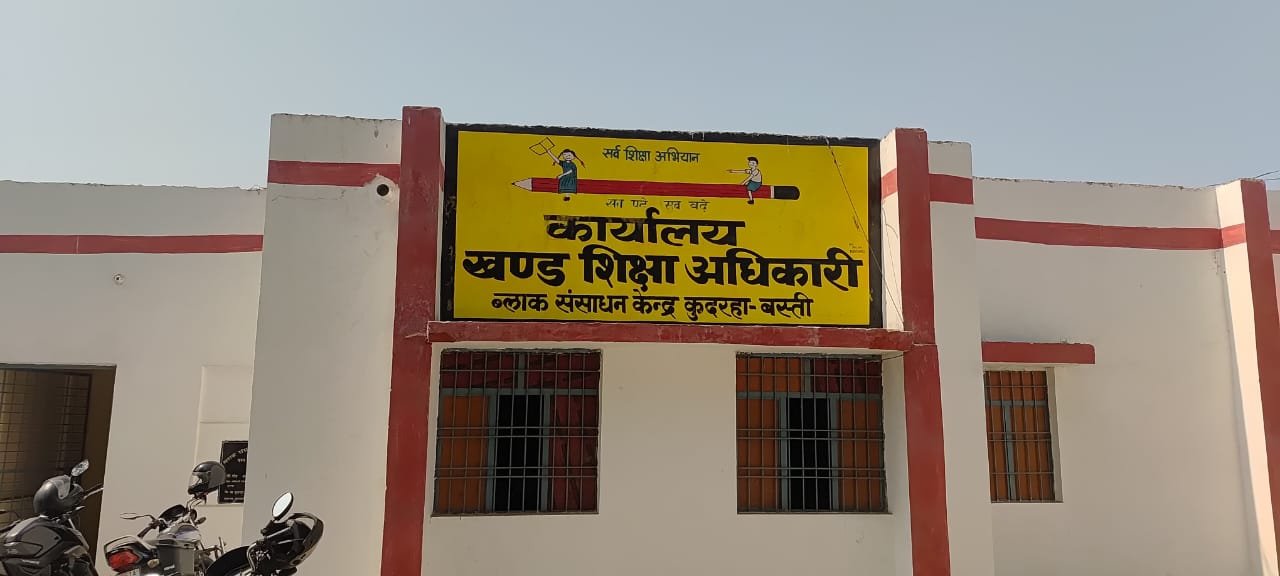 सर्व शिक्षा अभियान
सब पढ़ें सब बढ़ें
कार्यालय
खण्ड शिक्षा अधिकारी
ब्लाक संसाधन केन्द्र कुदरहा-बस्ती